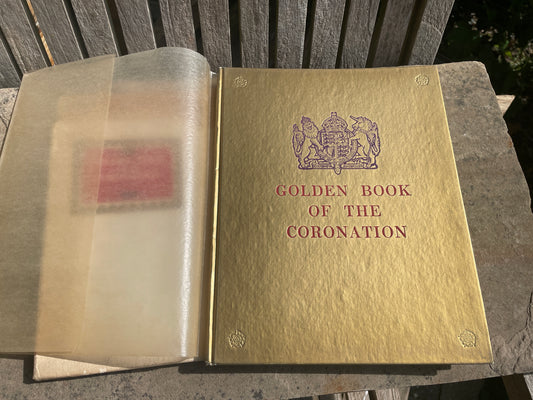 GOLDEN BOOK
OF THE
CORONATION